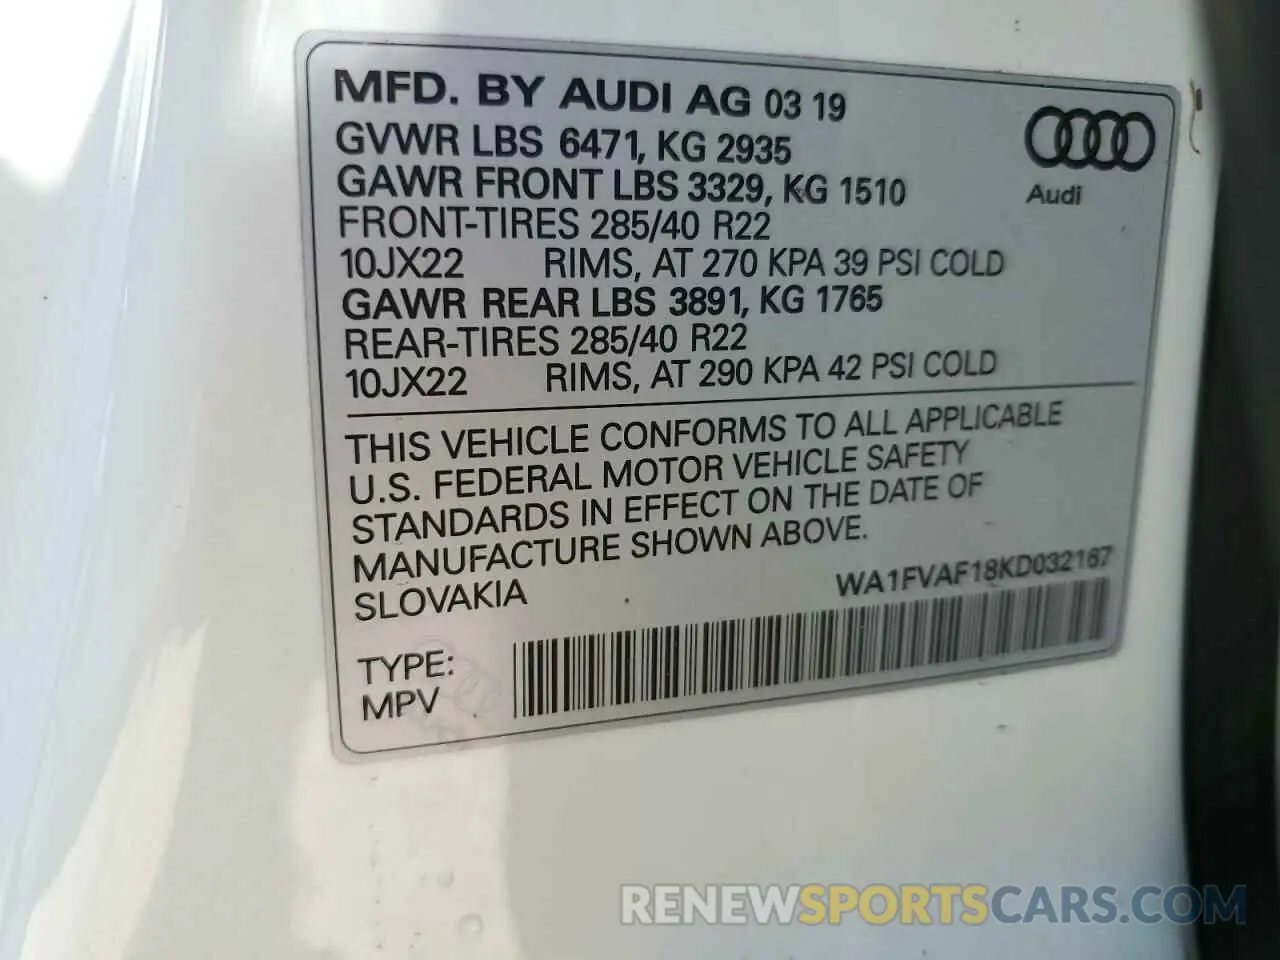 MFD. BY AUDI AG 03 19
GVWR LBS 6471, KG 2935
GAWR FRONT LBS 3329, KG 1510
FRONT-TIRES 285/40 R22
10JX22 RIMS, AT 270 KPA 39 PSI COLD
GAWR REAR LBS 3891, KG 1765
REAR-TIRES 285/40 R22
10JX22 RIMS, AT 290 KPA 42 PSI COLD
Audi
THIS VEHICLE CONFORMS TO ALL APPLICABLE
U.S. FEDERAL MOTOR VEHICLE SAFETY
STANDARDS IN EFFECT ON THE DATE OF
MANUFACTURE SHOWN ABOVE.
SLOVAKIA
WA1FVAF18KD032167
TYPE:
MPV
RENEWSPORTSCARS.COM